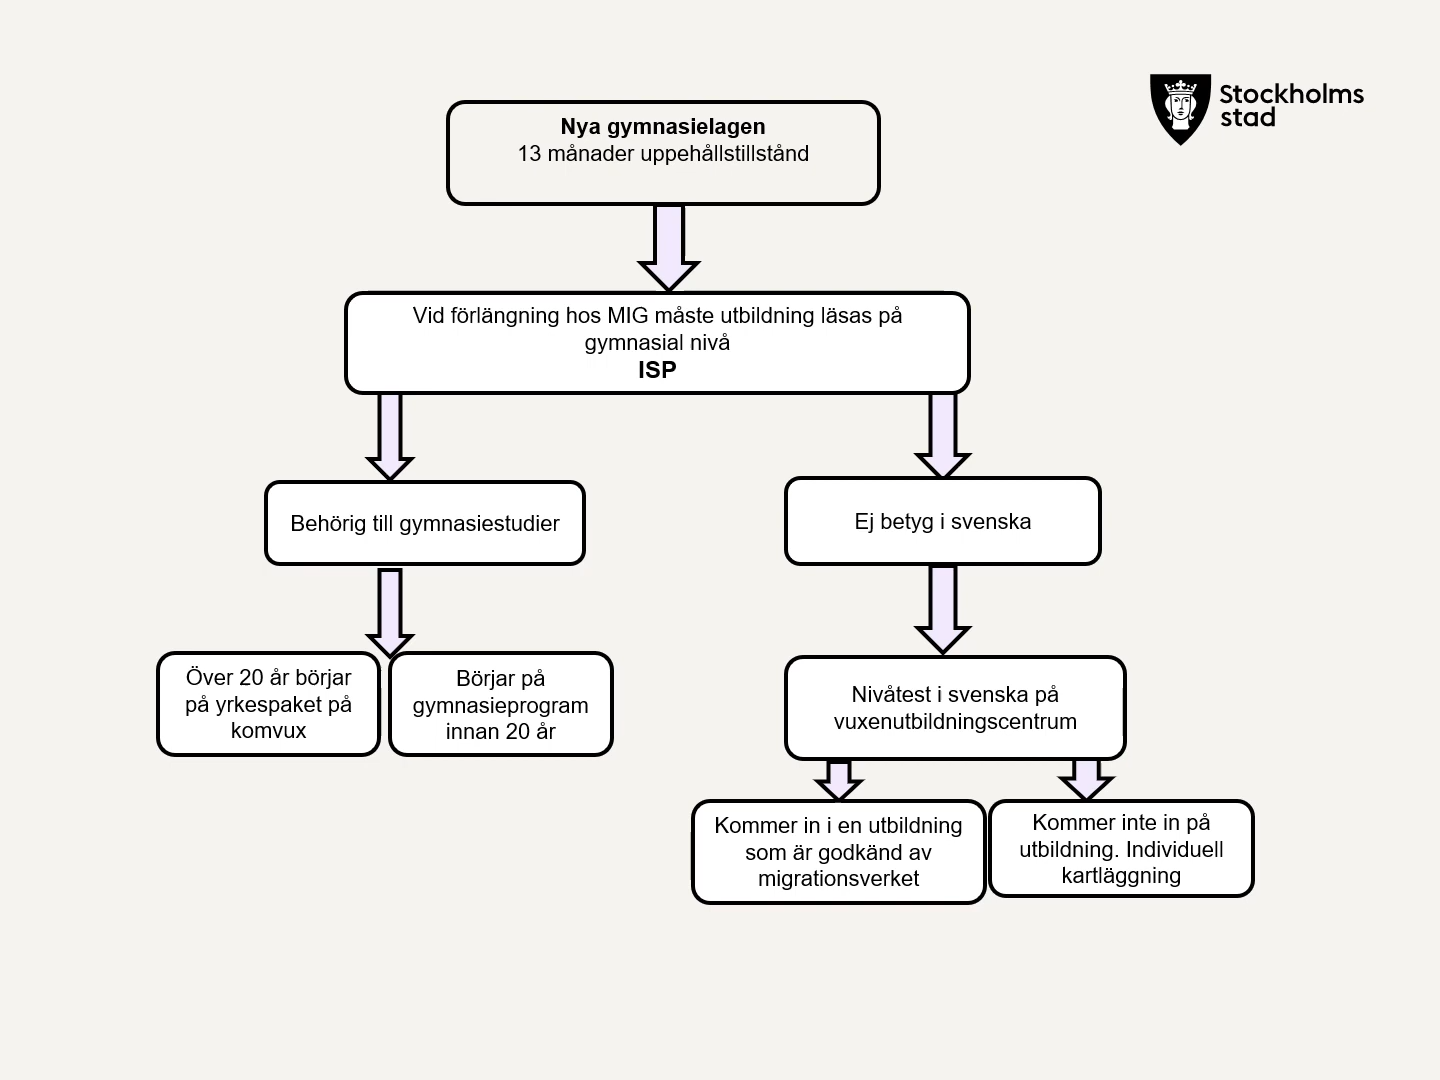 Stockholms
stad
Nya gymnasielagen
13 månader uppehållstillstånd
Vid förlängning hos MIG måste utbildning läsas på
gymnasial nivå
ISP
Behörig till gymnasiestudier
Ej betyg i svenska
Över 20 år börjar
på yrkespaket på
komvux
Börjar på
gymnasieprogram
innan 20 år
Nivåtest i svenska på
vuxenutbildningscentrum
Kommer in i en utbildning
som är godkänd av
migrationsverket
Kommer inte in på
utbildning. Individuell
kartläggning